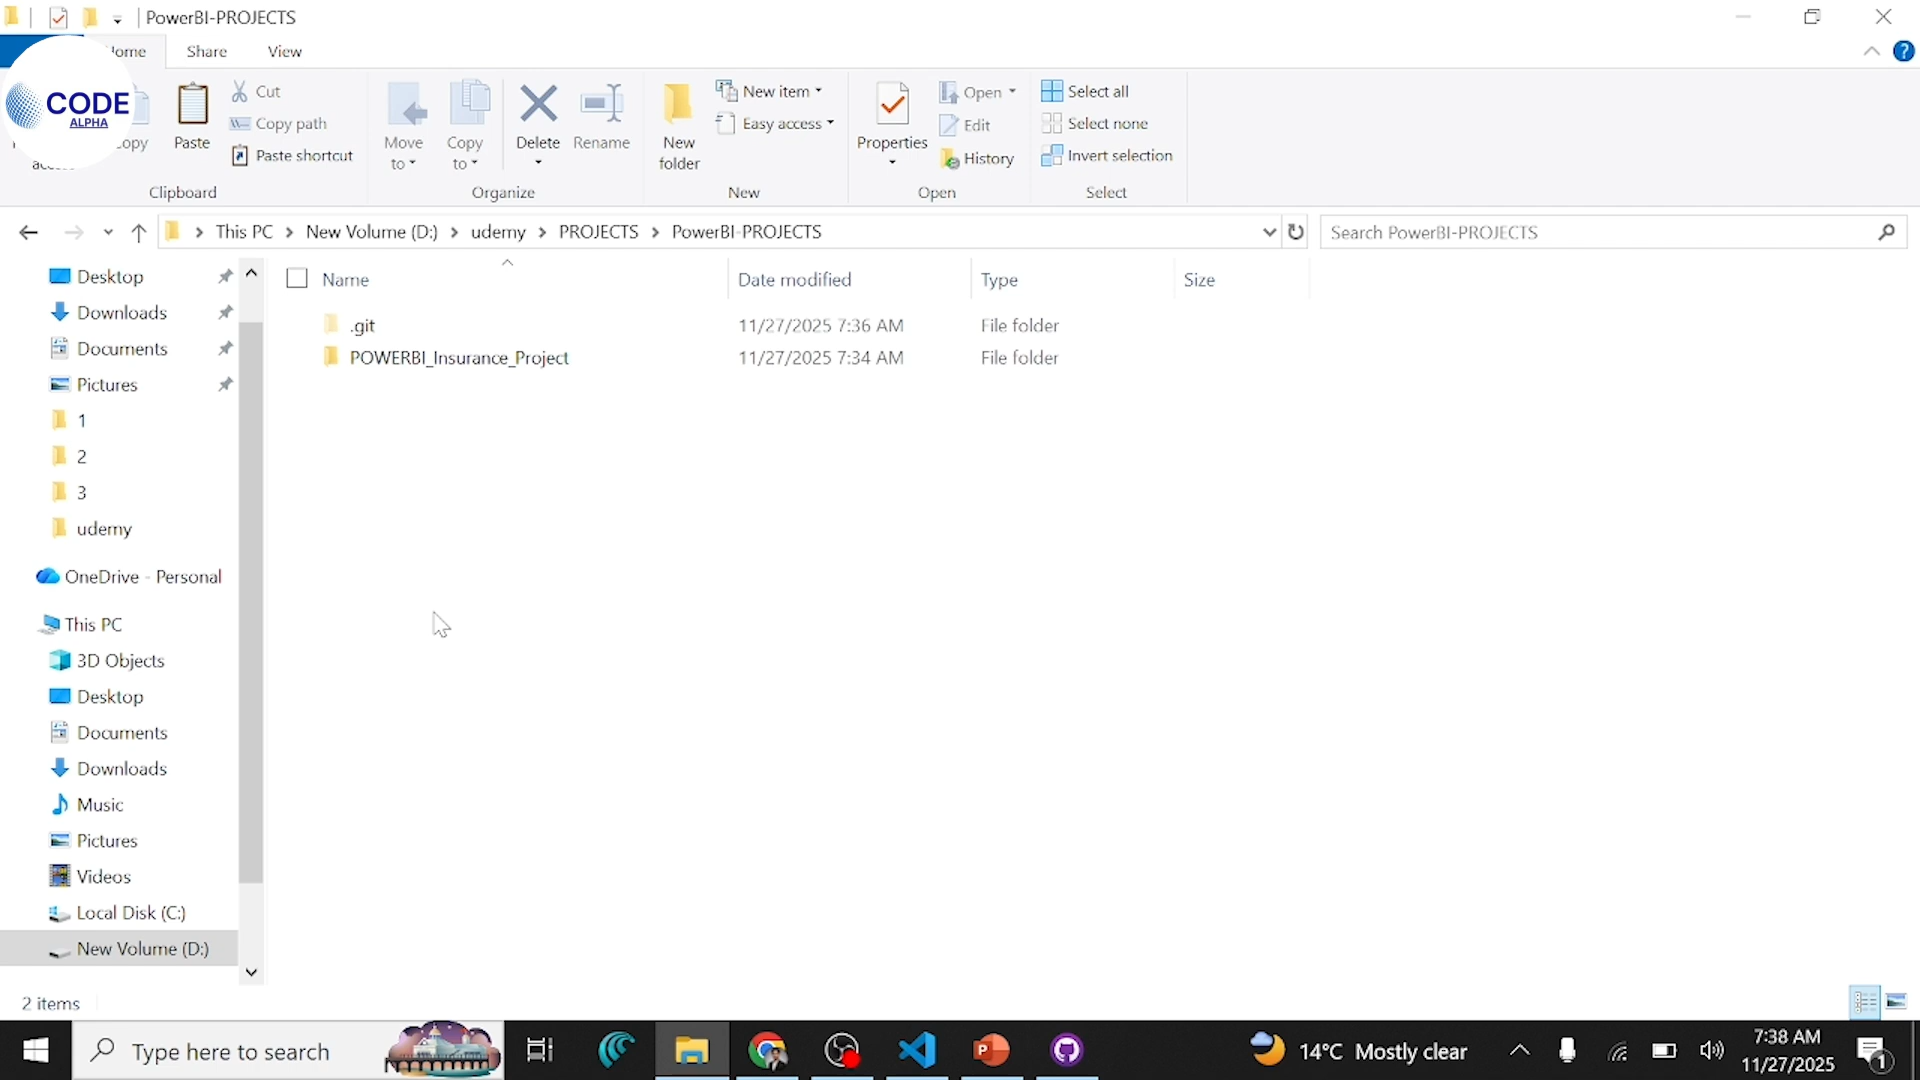 PowerBI-PROJECTS
Home Share View
CODE
ALPHA
Copy
Paste
Cut
Copy path
Paste shortcut
Move to
Copy to
Delete
Rename
New folder
New item
Easy access
Properties
Open
Edit
History
Select all
Select none
Invert selection
Clipboard Organize New Open Select
This PC New Volume (D:) udemy PROJECTS PowerBI-PROJECTS
Search PowerBI-PROJECTS
Name Date modified Type Size
.git 11/27/2025 7:36 AM File folder
POWERBI_Insurance_Project 11/27/2025 7:34 AM File folder
Desktop
Downloads
Documents
Pictures
1
2
3
udemy
OneDrive - Personal
This PC
3D Objects
Desktop
Documents
Downloads
Music
Pictures
Videos
Local Disk (C:)
New Volume (D:)
2 items
Type here to search
14°C Mostly clear
7:38 AM
11/27/2025
1